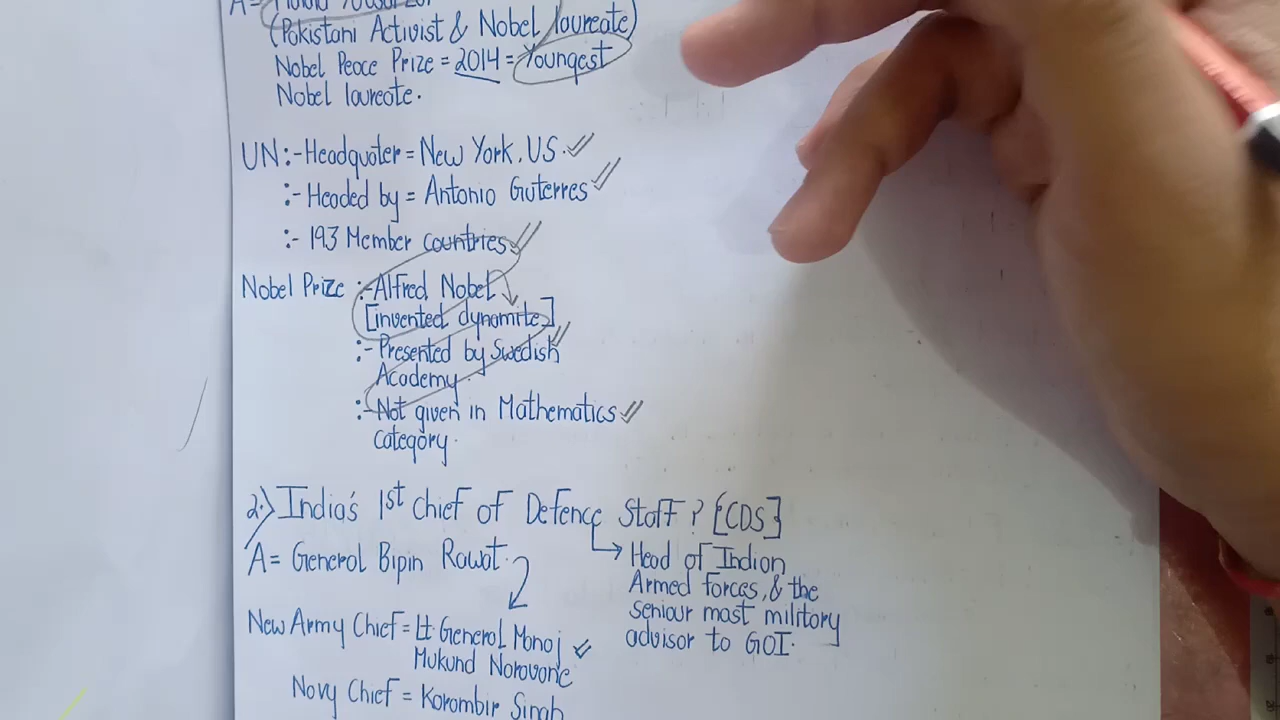 A= Malala Yousafzai
(Pakistani Activist & Nobel laureate)
Nobel Peace Prize = 2014 = Youngest
Nobel laureate.
UN :- Headquater = New York, US.
:- Headed by = Antonio Guterres
:- 193 Member countries
Nobel Prize :- Alfred Nobel
[invented dynamite]
:- Presented by Swedish
Academy.
:- Not given in Mathematics
category.
2.) India's 1st Chief of Defence Staff? [CDS]
A= General Bipin Rawat.
Head of Indian
Armed forces, & the
seniour most military
advisor to GOI.
New Army Chief = Lt General Manoj
Mukund Naravane
Navy Chief = Karambir Singh